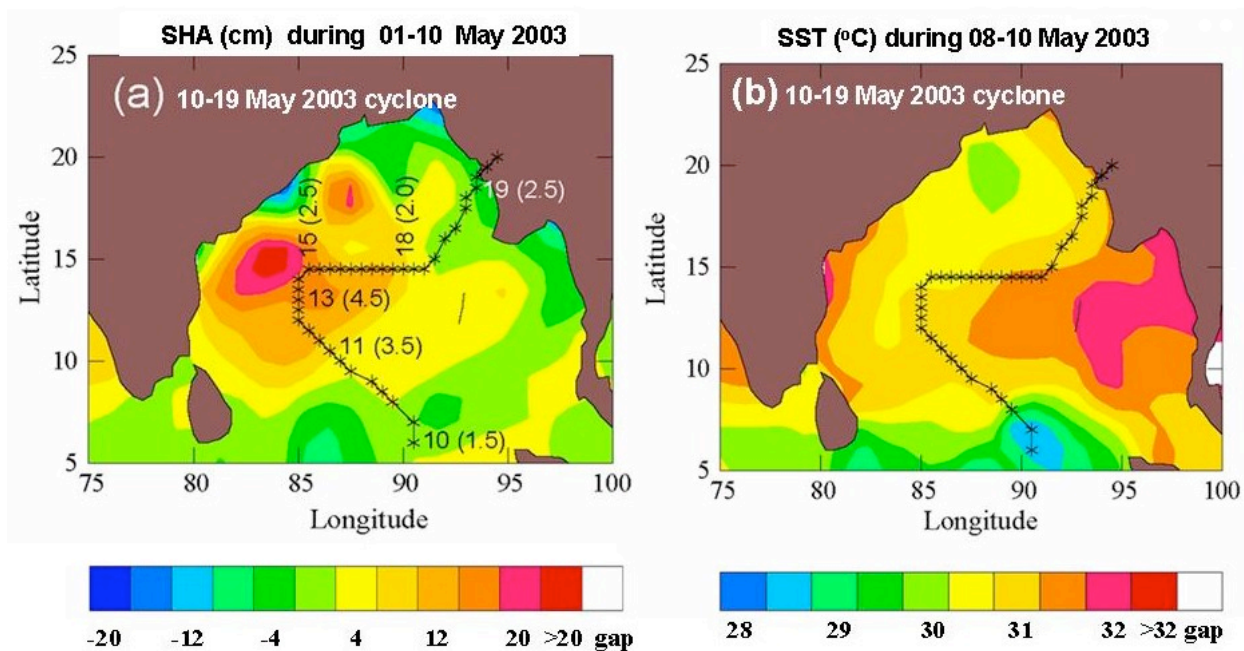 SHA (cm) during 01-10 May 2003
(a) 10-19 May 2003 cyclone
25
20
15
10
5
Latitude
15 (2.5)
18 (2.0)
19 (2.5)
13 (4.5)
11 (3.5)
10 (1.5)
75 80 85 90 95 100
Longitude
-20 -12 -4 4 12 20 >20 gap
SST (oC) during 08-10 May 2003
(b) 10-19 May 2003 cyclone
25
20
15
10
5
Latitude
75 80 85 90 95 100
Longitude
28 29 30 31 32 >32 gap